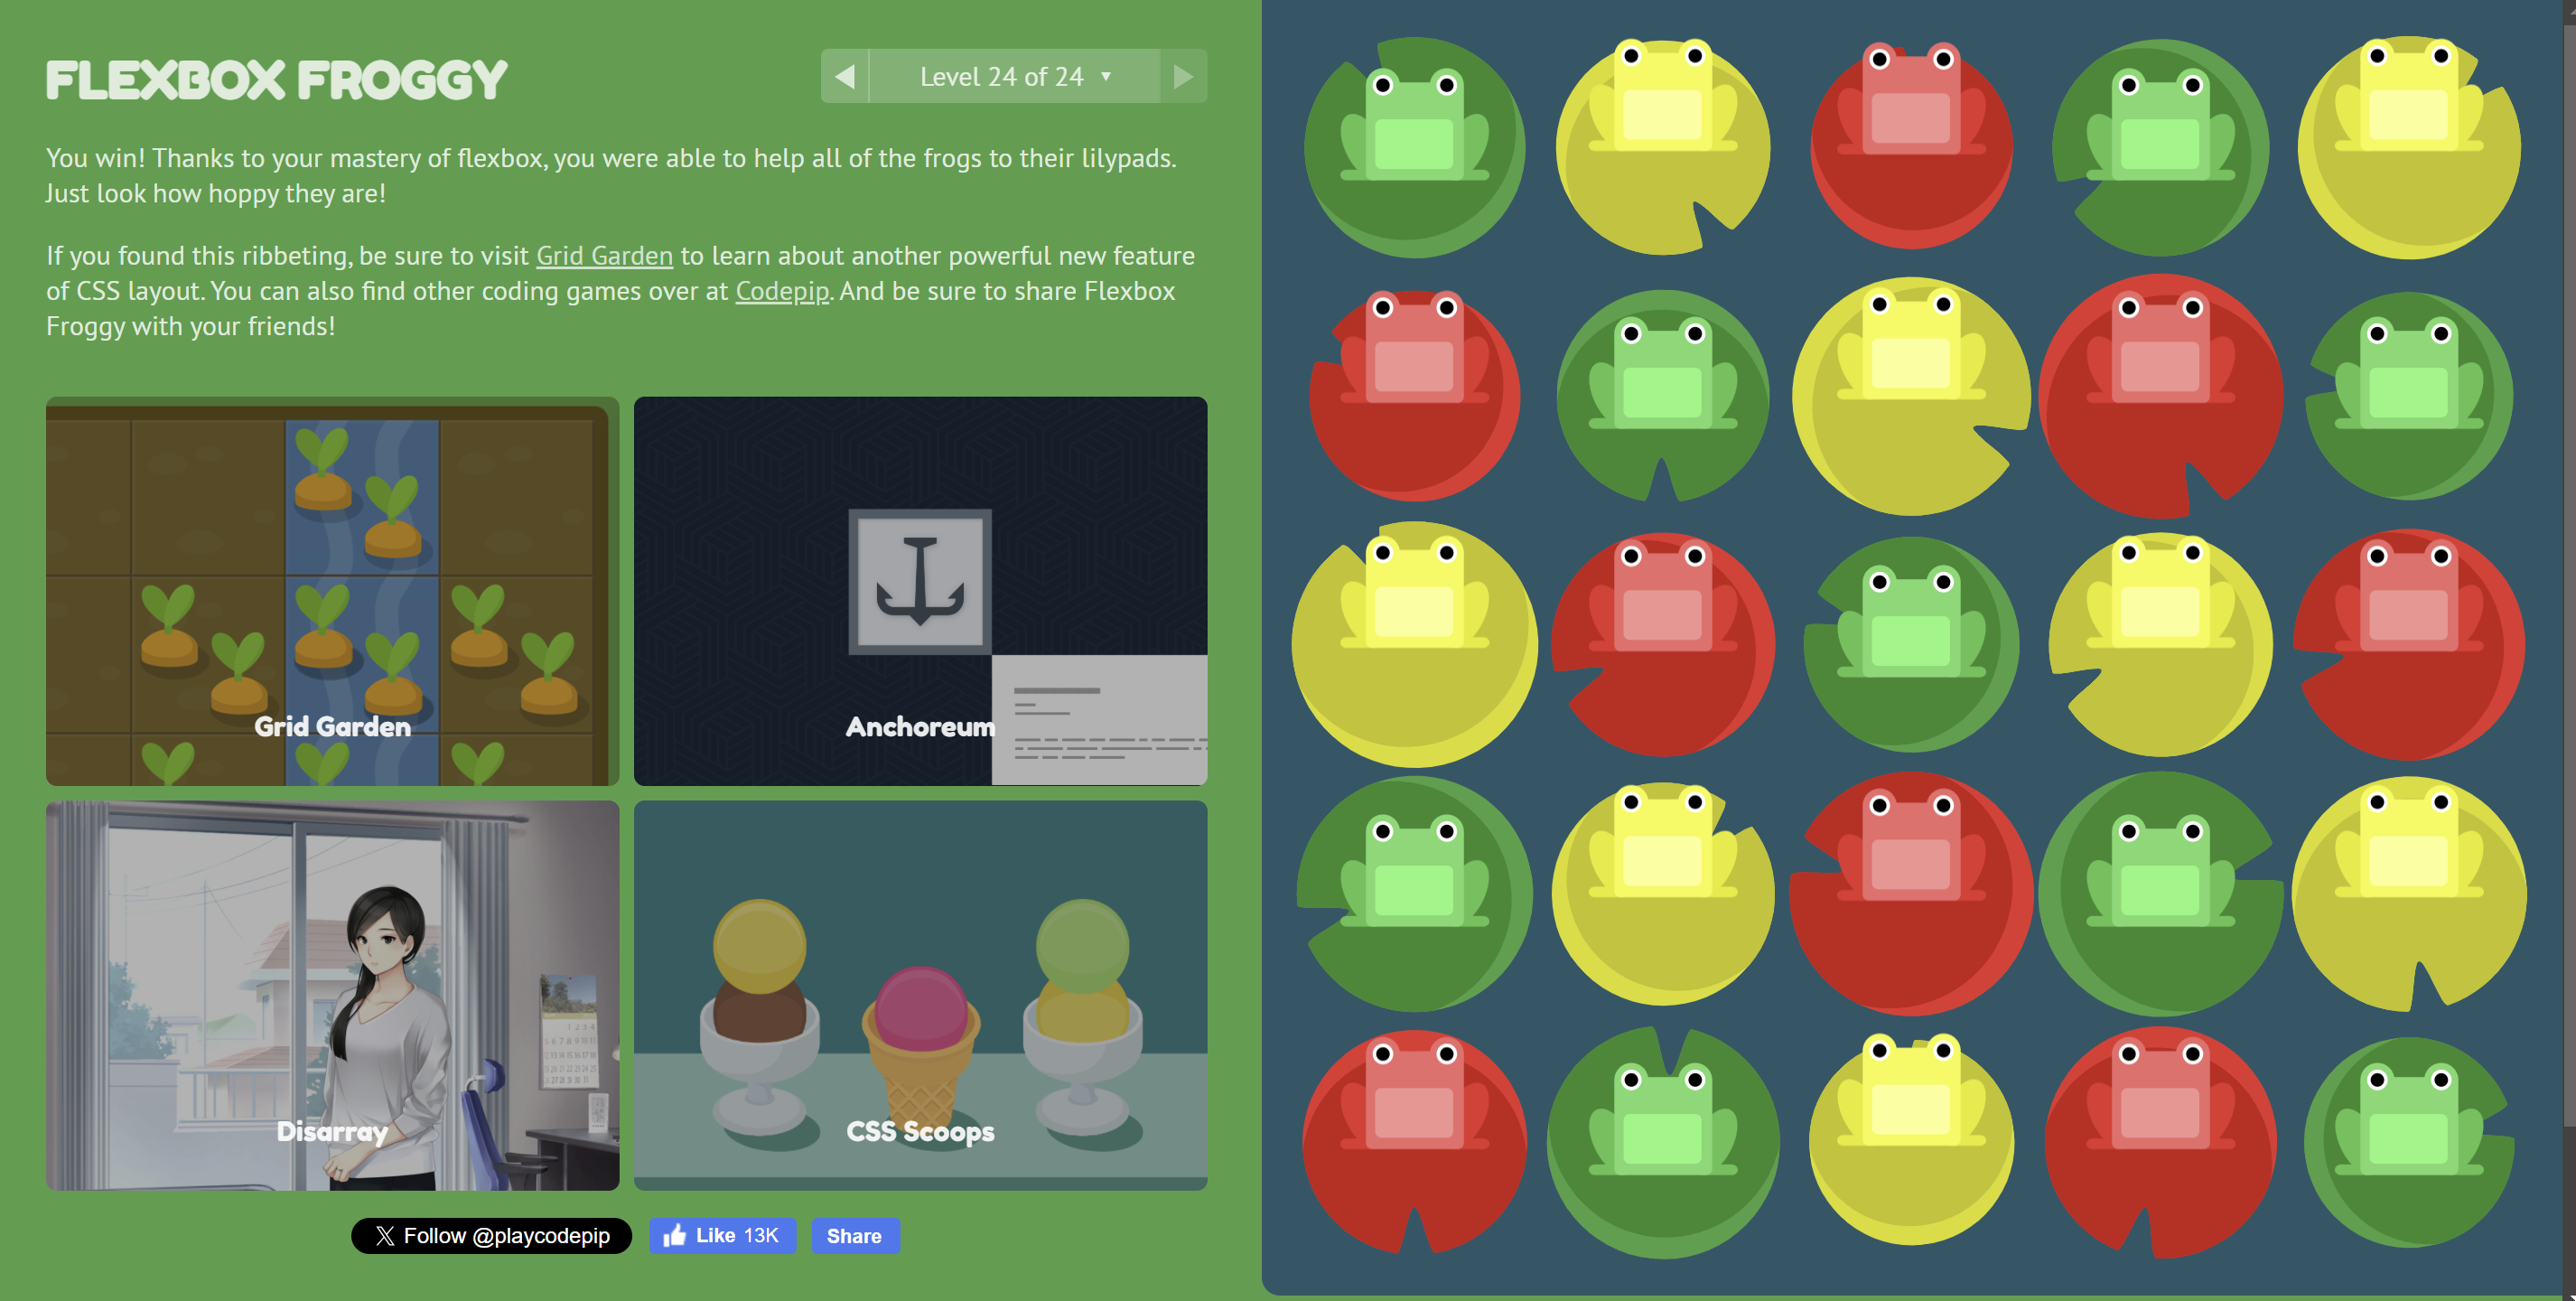 FLEXBOX FROGGY
Level 24 of 24 ▼
You win! Thanks to your mastery of flexbox, you were able to help all of the frogs to their lilypads.
Just look how hoppy they are!
If you found this ribbeting, be sure to visit Grid Garden to learn about another powerful new feature
of CSS layout. You can also find other coding games over at Codepip. And be sure to share Flexbox
Froggy with your friends!
Grid Garden
Anchoreum
Disarray
CSS Scoops
Follow @playcodepip
Like 13K
Share